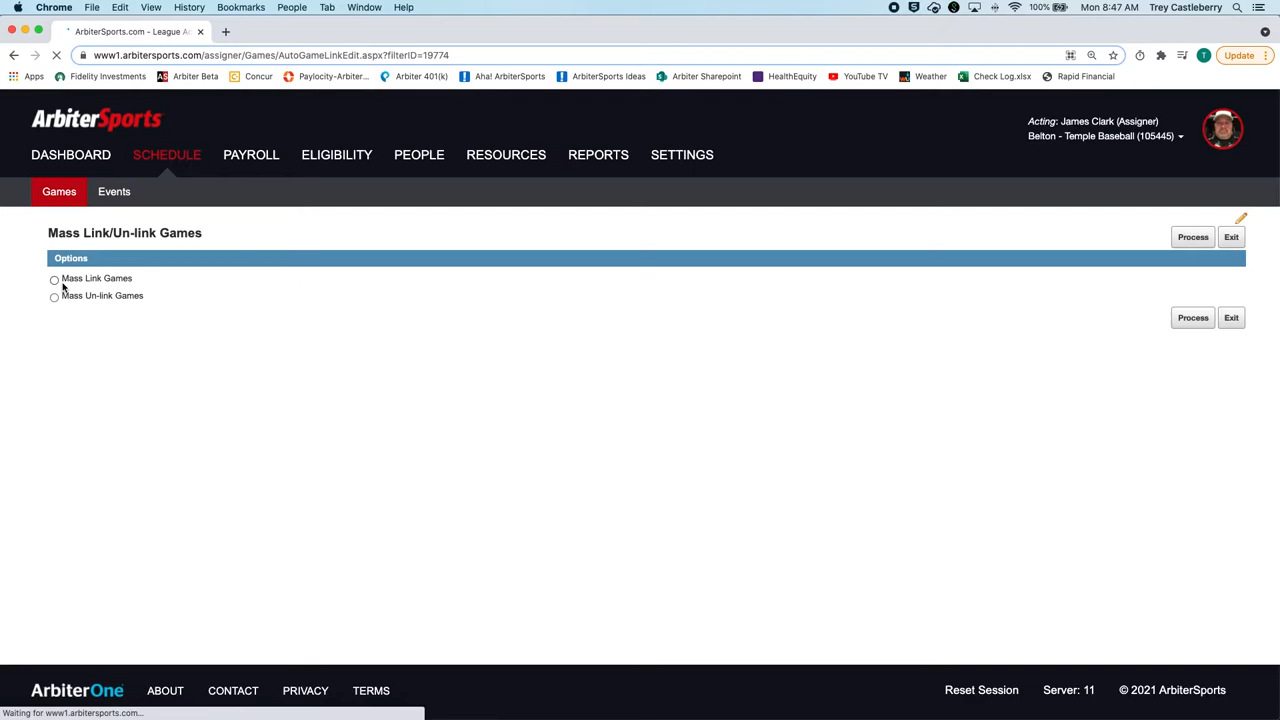 Chrome File Edit View History Bookmarks People Tab Window Help 100% Mon 8:47 AM Trey Castleberry
ArbiterSports.com - League Ac
www1.arbitersports.com/assigner/Games/AutoGameLinkEdit.aspx?filterID=19774 T Update
Apps Fidelity Investments Arbiter Beta Concur Paylocity-Arbiter... Arbiter 401(k) Aha! ArbiterSports ArbiterSports Ideas Arbiter Sharepoint HealthEquity YouTube TV Weather Check Log.xlsx Rapid Financial
ArbiterSports
Acting: James Clark (Assigner)
Belton - Temple Baseball (105445)
DASHBOARD SCHEDULE PAYROLL ELIGIBILITY PEOPLE RESOURCES REPORTS SETTINGS
Games Events
Mass Link/Un-link Games
Process Exit
Options
Mass Link Games
Mass Un-link Games
Process Exit
ArbiterOne ABOUT CONTACT PRIVACY TERMS Reset Session Server: 11 © 2021 ArbiterSports
Waiting for www1.arbitersports.com...